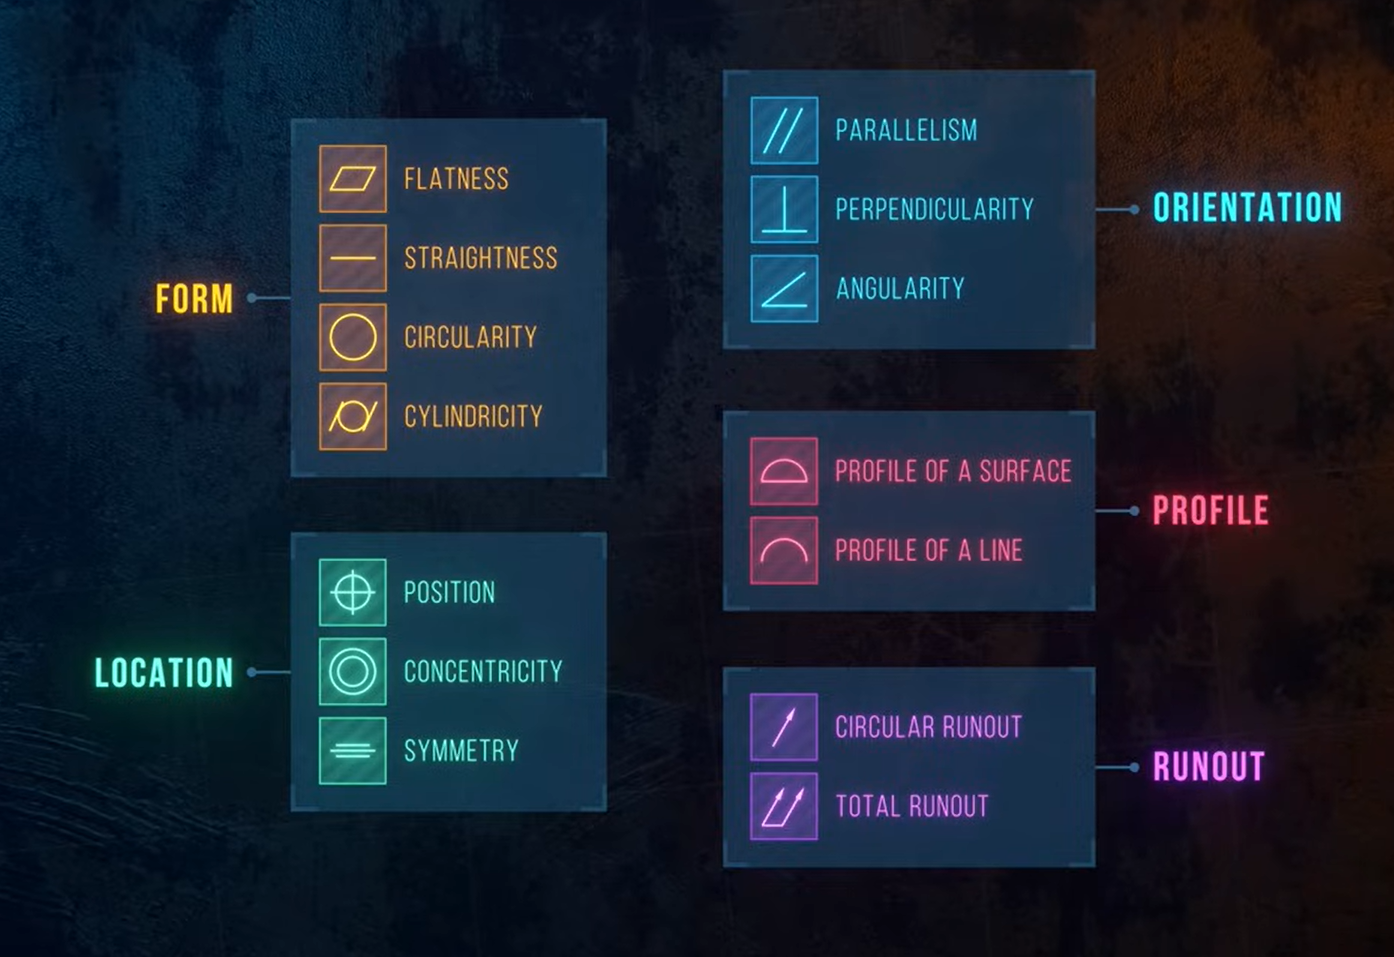 FORM
FLATNESS
STRAIGHTNESS
CIRCULARITY
CYLINDRICITY
LOCATION
POSITION
CONCENTRICITY
SYMMETRY
PARALLELISM
PERPENDICULARITY
ANGULARITY
ORIENTATION
PROFILE OF A SURFACE
PROFILE OF A LINE
PROFILE
CIRCULAR RUNOUT
TOTAL RUNOUT
RUNOUT